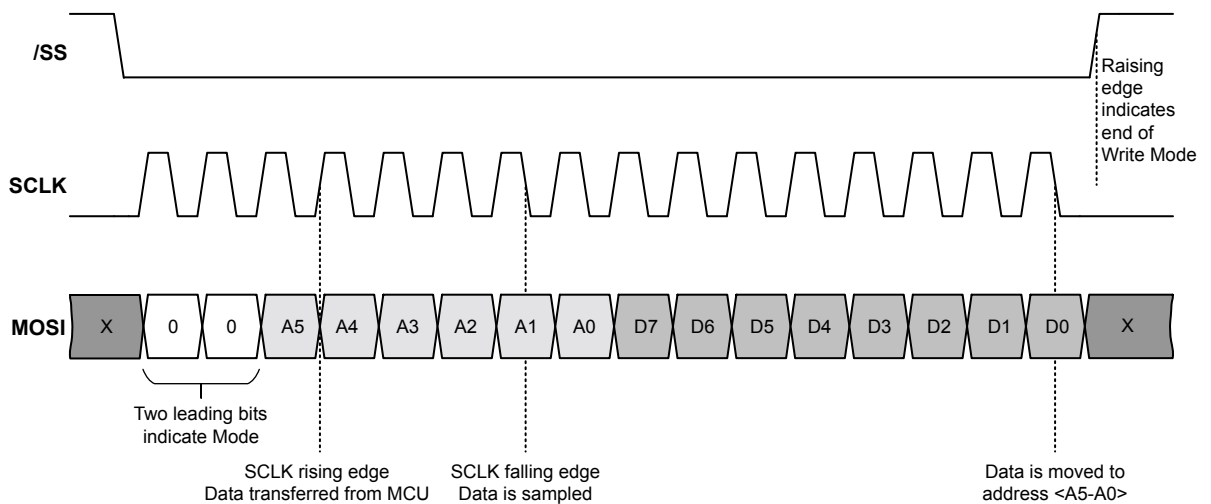 /SS
Raising
edge
indicates
end of
Write Mode
SCLK
MOSI
X 0 0 A5 A4 A3 A2 A1 A0 D7 D6 D5 D4 D3 D2 D1 D0 X
Two leading bits
indicate Mode
SCLK rising edge
Data transferred from MCU
SCLK falling edge
Data is sampled
Data is moved to
address <A5-A0>